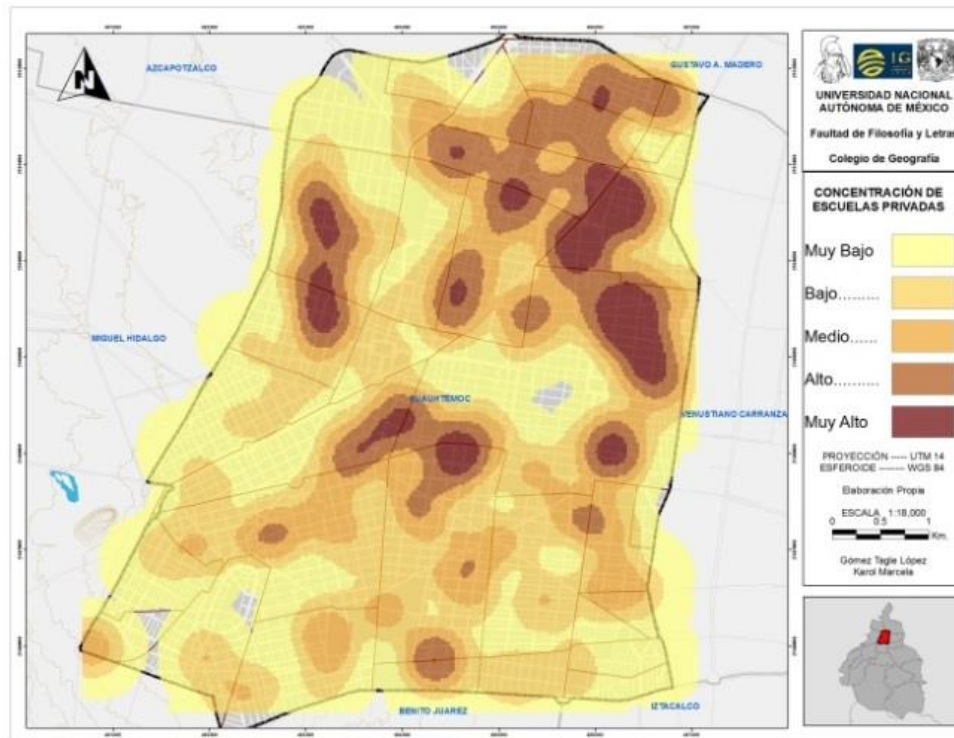 N
AZCAPOTZALCO
GUSTAVO A. MADERO
MIGUEL HIDALGO
CUAUHTEMOC
VENUSTIANO CARRANZA
BENITO JUAREZ
IZTACALCO
IG
UNIVERSIDAD NACIONAL
AUTÓNOMA DE MÉXICO
Faultad de Filosofía y Letras
Colegio de Geografía
CONCENTRACIÓN DE
ESCUELAS PRIVADAS
Muy Bajo
Bajo.........
Medio......
Alto..........
Muy Alto
PROYECCIÓN ----- UTM 14
ESFEROIDE -------- WGS 84
Elaboración Propia
ESCALA 1:18,000
0 0.5 1
Km.
Gómez Tagle López
Karol Marcela